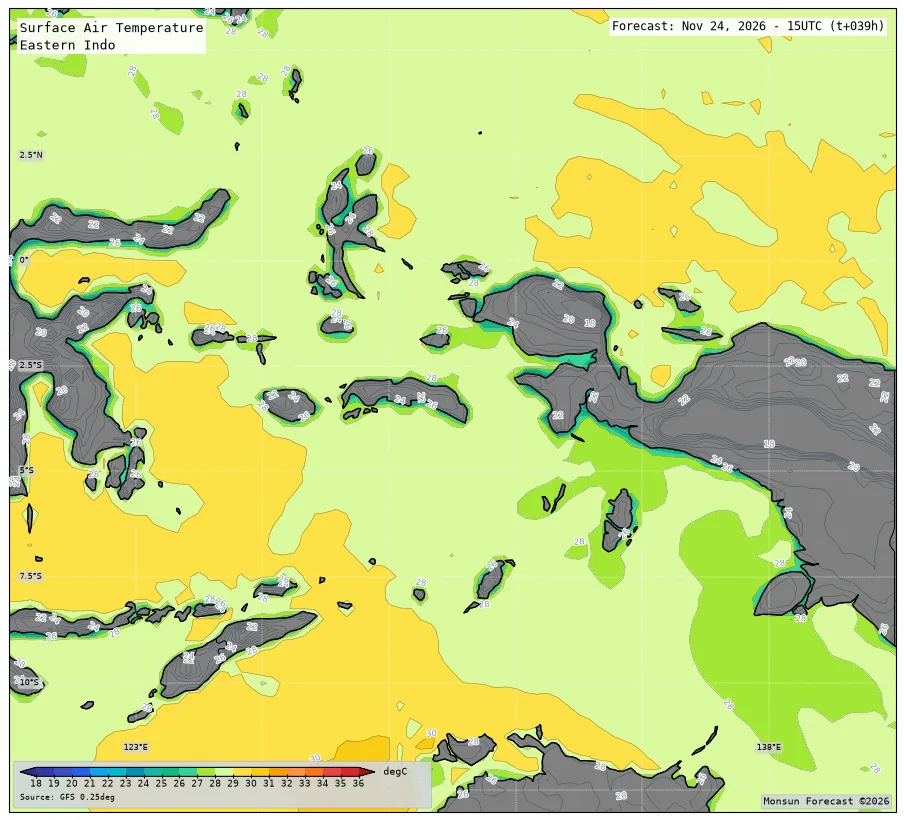 Surface Air Temperature
Eastern Indo
Forecast: Nov 24, 2026 - 15UTC (t+039h)
2.5°N
0°
2.5°S
5°S
7.5°S
10°S
123°E
138°E
degC
18 19 20 21 22 23 24 25 26 27 28 29 30 31 32 33 34 35 36
Source: GFS 0.25deg
Monsun Forecast ©2026